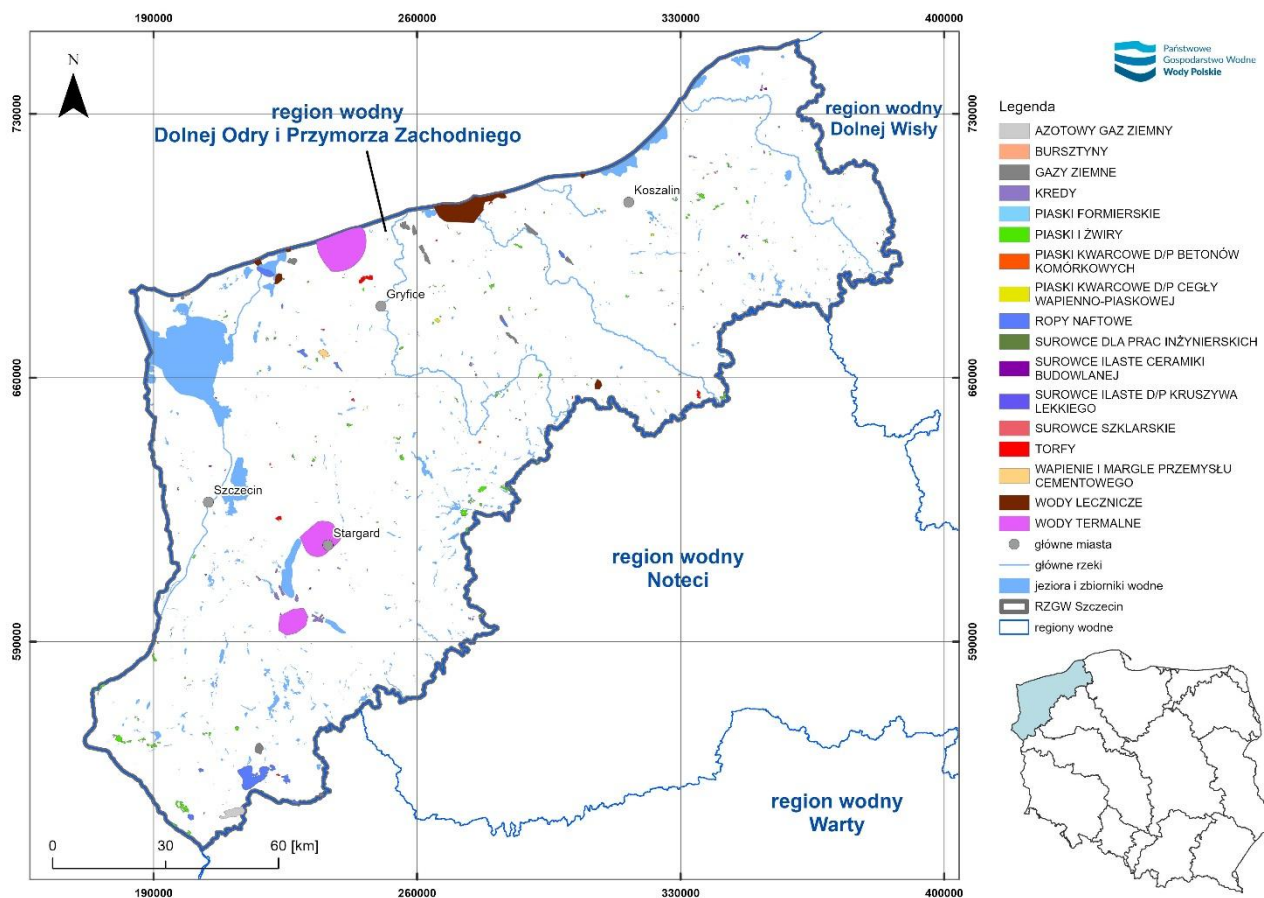 190000
260000
330000
400000
N
region wodny
Dolnej Odry i Przymorza Zachodniego
region wodny
Dolnej Wisły
730000
730000
Koszalin
Gryfice
660000
660000
Szczecin
Stargard
region wodny
Noteci
590000
590000
region wodny
Warty
0
30
60 [km]
190000
260000
330000
400000
Państwowe
Gospodarstwo Wodne
Wody Polskie
Legenda
AZOTOWY GAZ ZIEMNY
BURSZTYNY
GAZY ZIEMNE
KREDY
PIASKI FORMIERSKIE
PIASKI I ŻWIRY
PIASKI KWARCOWE D/P BETONÓW
KOMÓRKOWYCH
PIASKI KWARCOWE D/P CEGŁY
WAPIENNO-PIASKOWEJ
ROPY NAFTOWE
SUROWCE DLA PRAC INŻYNIERSKICH
SUROWCE ILASTE CERAMIKI
BUDOWLANEJ
SUROWCE ILASTE D/P KRUSZYWA
LEKKIEGO
SUROWCE SZKLARSKIE
TORFY
WAPIENIE I MARGLE PRZEMYSŁU
CEMENTOWEGO
WODY LECZNICZE
WODY TERMALNE
główne miasta
główne rzeki
jeziora i zbiorniki wodne
RZGW Szczecin
regiony wodne